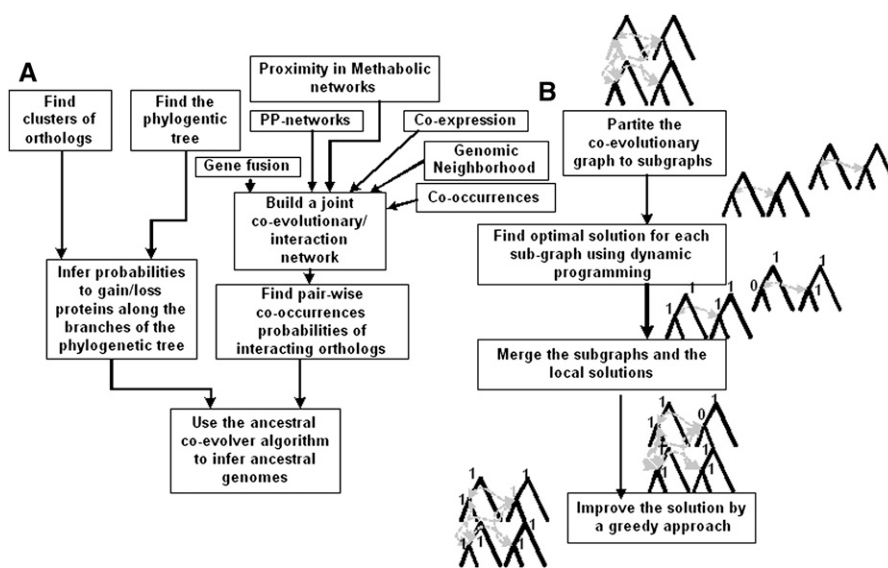 A
Find
clusters of
orthologs
Find the
phylogentic
tree
Proximity in Methabolic
networks
PP-networks
Gene fusion
Co-expression
Genomic
Neighborhood
Co-occurrences
Build a joint
co-evolutionary/
interaction
network
Infer probabilities
to gain/loss
proteins along the
branches of the
phylogenetic tree
Find pair-wise
co-occurrences
probabilities of
interacting orthologs
Use the ancestral
co-evolver algorithm
to infer ancestral
genomes
B
Partite the
co-evolutionary
graph to subgraphs
Find optimal solution for each
sub-graph using dynamic
programming
1 1
0 1
1 1
1 1
Merge the subgraphs and the
local solutions
1 1
1 0
1 1
Improve the solution by
a greedy approach
1 1
1 1
1 1
1 1 1